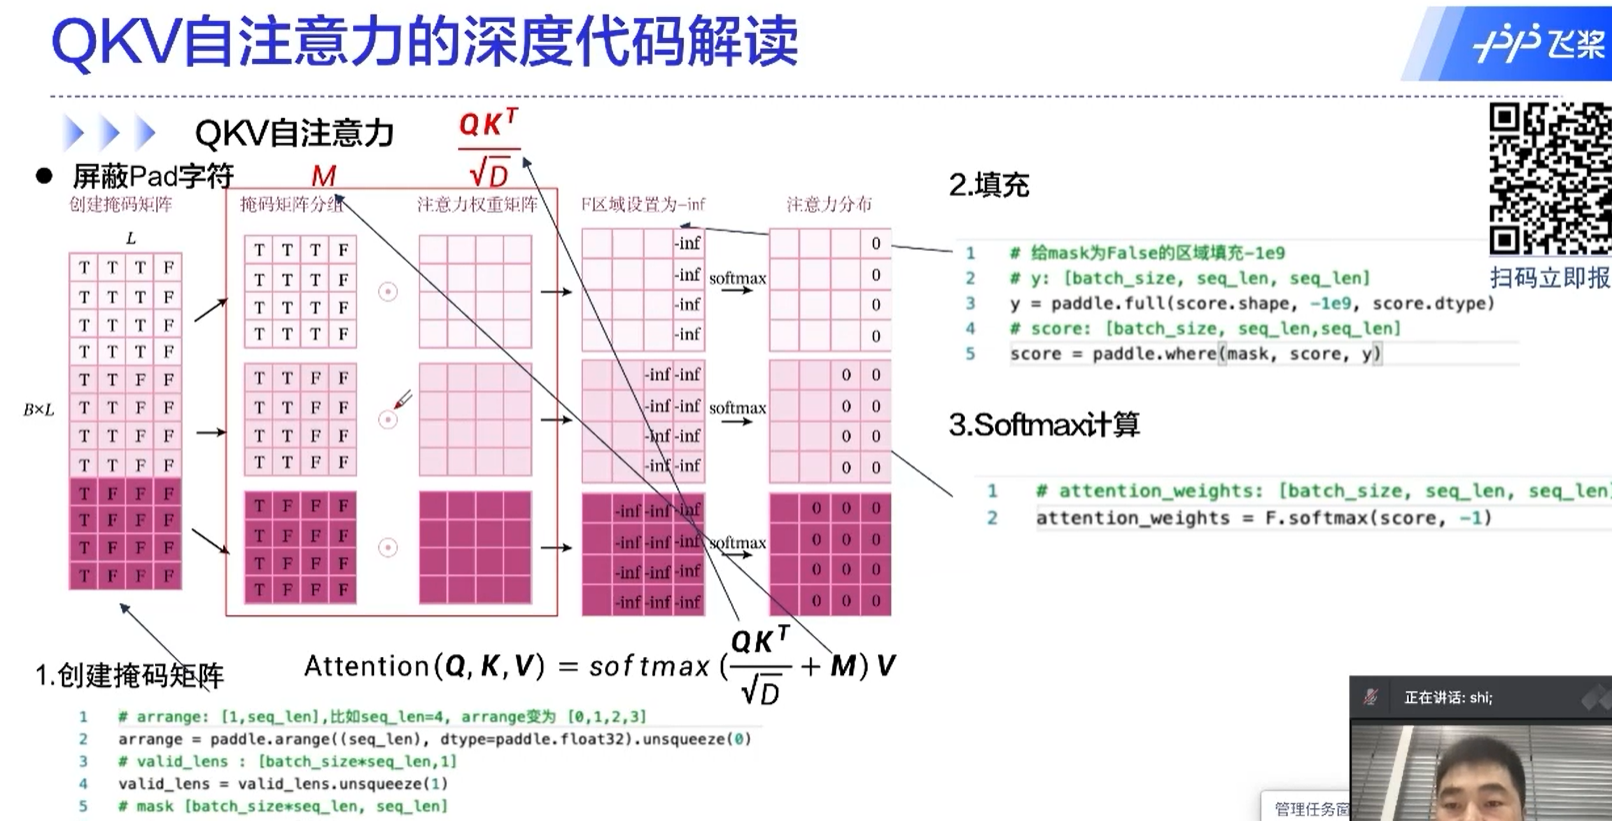 QKV自注意力的深度代码解读
飞桨
QKV自注意力
QK^T
√D
屏蔽Pad字符
M
创建掩码矩阵
掩码矩阵分组
注意力权重矩阵
F区域设置为-inf
注意力分布
L
B×L
T T T F
T T T F
T T T F
T T T F
T T F F
T T F F
T T F F
T T F F
T F F F
T F F F
T F F F
T F F F
T T T F
T T T F
T T T F
T T T F
-inf
-inf
-inf
-inf
softmax
0
0
0
0
T T F F
T T F F
T T F F
T T F F
-inf -inf
-inf -inf
-inf -inf
-inf -inf
softmax
0 0
0 0
0 0
0 0
T F F F
T F F F
T F F F
T F F F
-inf -inf -inf
-inf -inf -inf
-inf -inf -inf
-inf -inf -inf
softmax
0 0 0
0 0 0
0 0 0
0 0 0
Attention(Q, K, V) = softmax (QK^T/√D + M) V
1.创建掩码矩阵
1 # arrange: [1,seq_len],比如seq_len=4, arrange变为 [0,1,2,3]
2 arrange = paddle.arange((seq_len), dtype=paddle.float32).unsqueeze(0)
3 # valid_lens : [batch_size*seq_len,1]
4 valid_lens = valid_lens.unsqueeze(1)
5 # mask [batch_size*seq_len, seq_len]
2.填充
1 # 给mask为False的区域填充-1e9
2 # y: [batch_size, seq_len, seq_len]
3 y = paddle.full(score.shape, -1e9, score.dtype)
4 # score: [batch_size, seq_len,seq_len]
5 score = paddle.where(mask, score, y)
扫码立即报
3.Softmax计算
1 # attention_weights: [batch_size, seq_len, seq_len]
2 attention_weights = F.softmax(score, -1)
正在讲话: shi;
管理任务窗